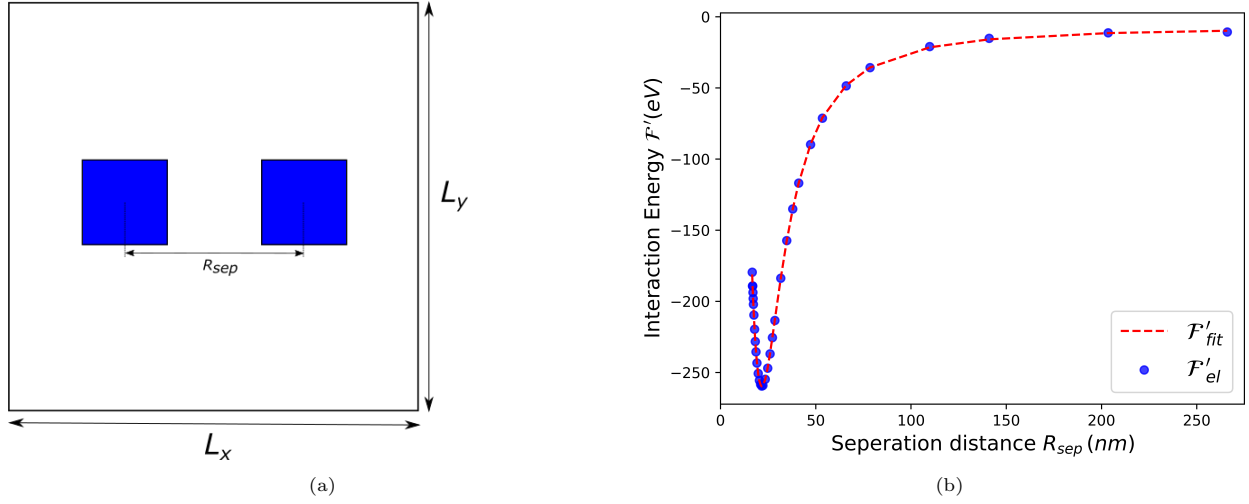 L_y
R_sep
L_x
(a)
Interaction Energy ℱ′(eV)
0
−50
−100
−150
−200
−250
0
50
100
150
200
250
Seperation distance R_sep (nm)
ℱ′_fit
ℱ′_el
(b)